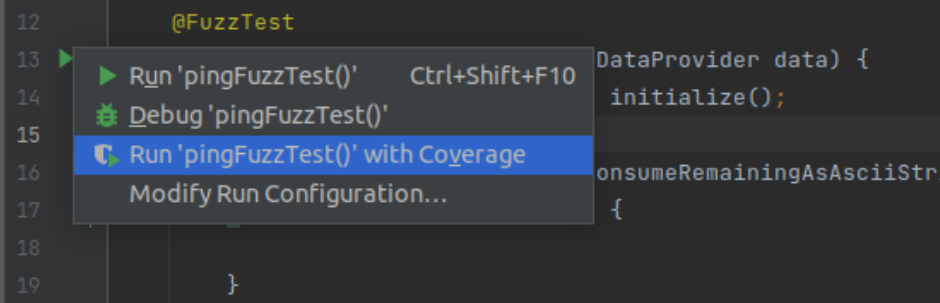 12 @FuzzTest
13 DataProvider data) {
Run 'pingFuzzTest()' Ctrl+Shift+F10
14 initialize();
Debug 'pingFuzzTest()'
15
Run 'pingFuzzTest()' with Coverage
16 onsumeRemainingAsAsciiStr
Modify Run Configuration...
17 {
18
19 }